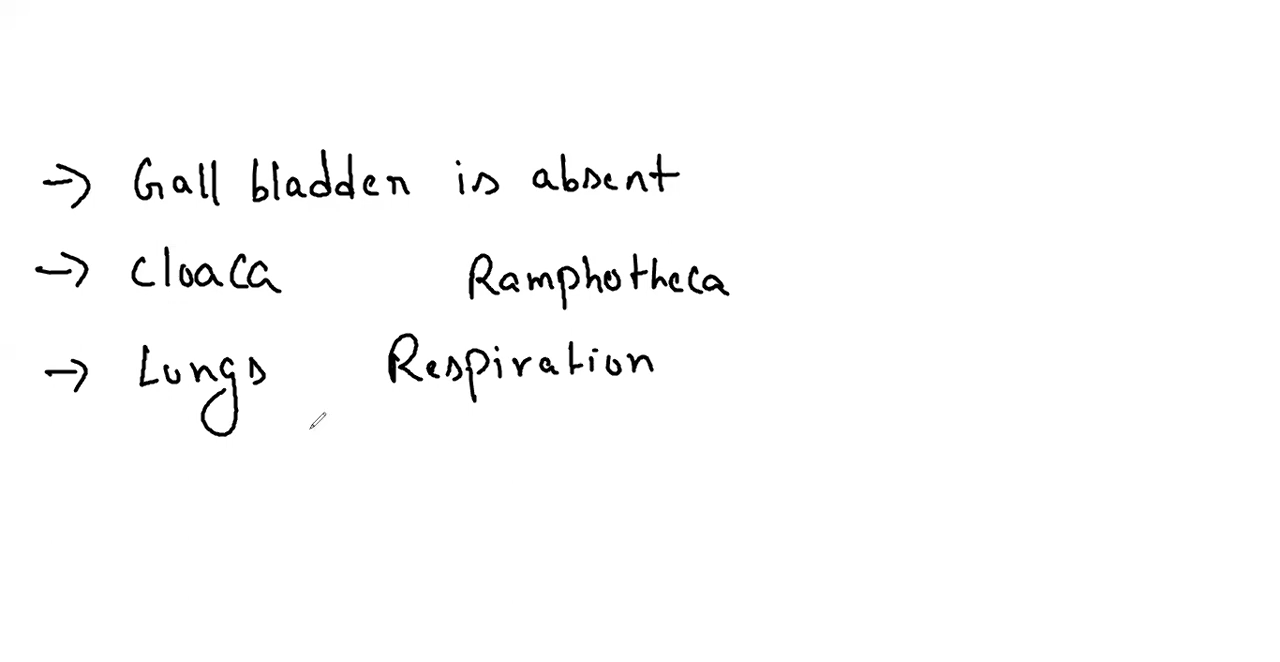 → Gall bladder is absent
→ Cloaca Ramphotheca
→ Lungs Respiration